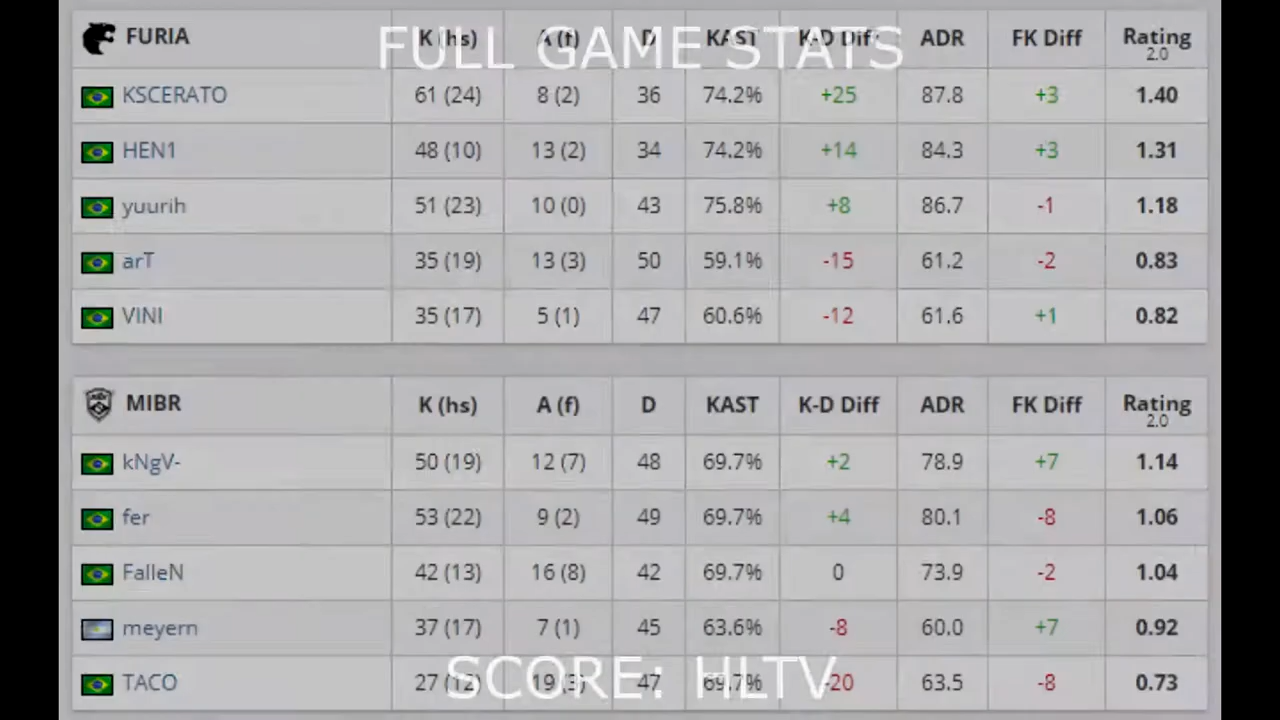 FULL GAME STATS
FURIA K (hs) A (f) D KAST K-D Diff ADR FK Diff Rating 2.0
KSCERATO 61 (24) 8 (2) 36 74.2% +25 87.8 +3 1.40
HEN1 48 (10) 13 (2) 34 74.2% +14 84.3 +3 1.31
yuurih 51 (23) 10 (0) 43 75.8% +8 86.7 -1 1.18
arT 35 (19) 13 (3) 50 59.1% -15 61.2 -2 0.83
VINI 35 (17) 5 (1) 47 60.6% -12 61.6 +1 0.82
MIBR K (hs) A (f) D KAST K-D Diff ADR FK Diff Rating 2.0
kNgV- 50 (19) 12 (7) 48 69.7% +2 78.9 +7 1.14
fer 53 (22) 9 (2) 49 69.7% +4 80.1 -8 1.06
FalleN 42 (13) 16 (8) 42 69.7% 0 73.9 -2 1.04
meyern 37 (17) 7 (1) 45 63.6% -8 60.0 +7 0.92
TACO 27 (12) 19 (3) 47 69.7% -20 63.5 -8 0.73
SCORE: HLTV